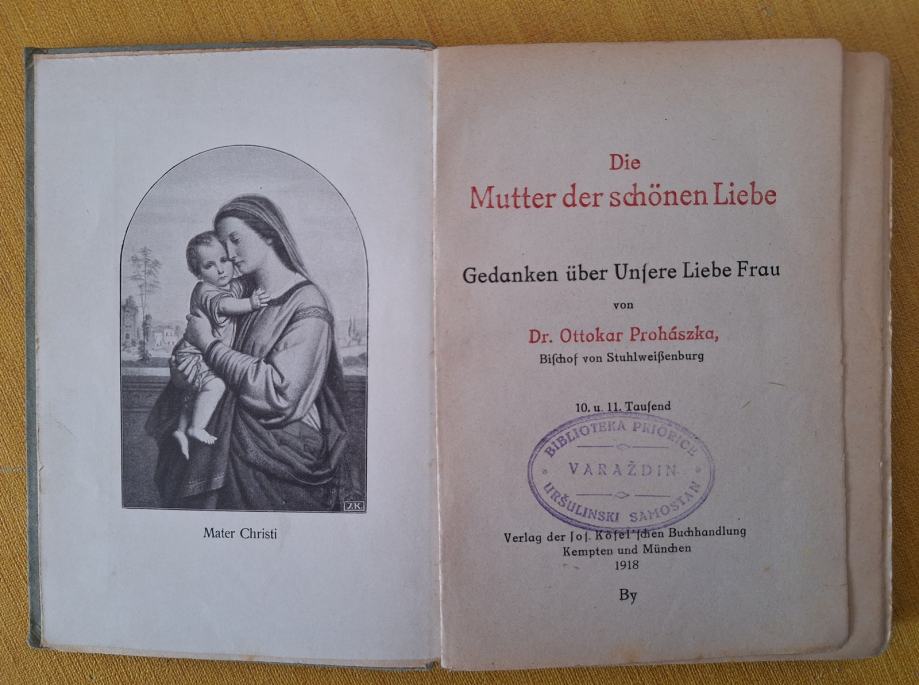 Mater Christi
Z.K.
Die
Mutter der schönen Liebe
Gedanken über Unſere Liebe Frau
von
Dr. Ottokar Prohászka,
Biſchof von Stuhlweißenburg
10. u. 11. Tauſend
BIBLIOTEKA PRIORICE
VARAŽDIN
URŠULINSKI SAMOSTAN
Verlag der Joſ. Köſel'ſchen Buchhandlung
Kempten und München
1918
By